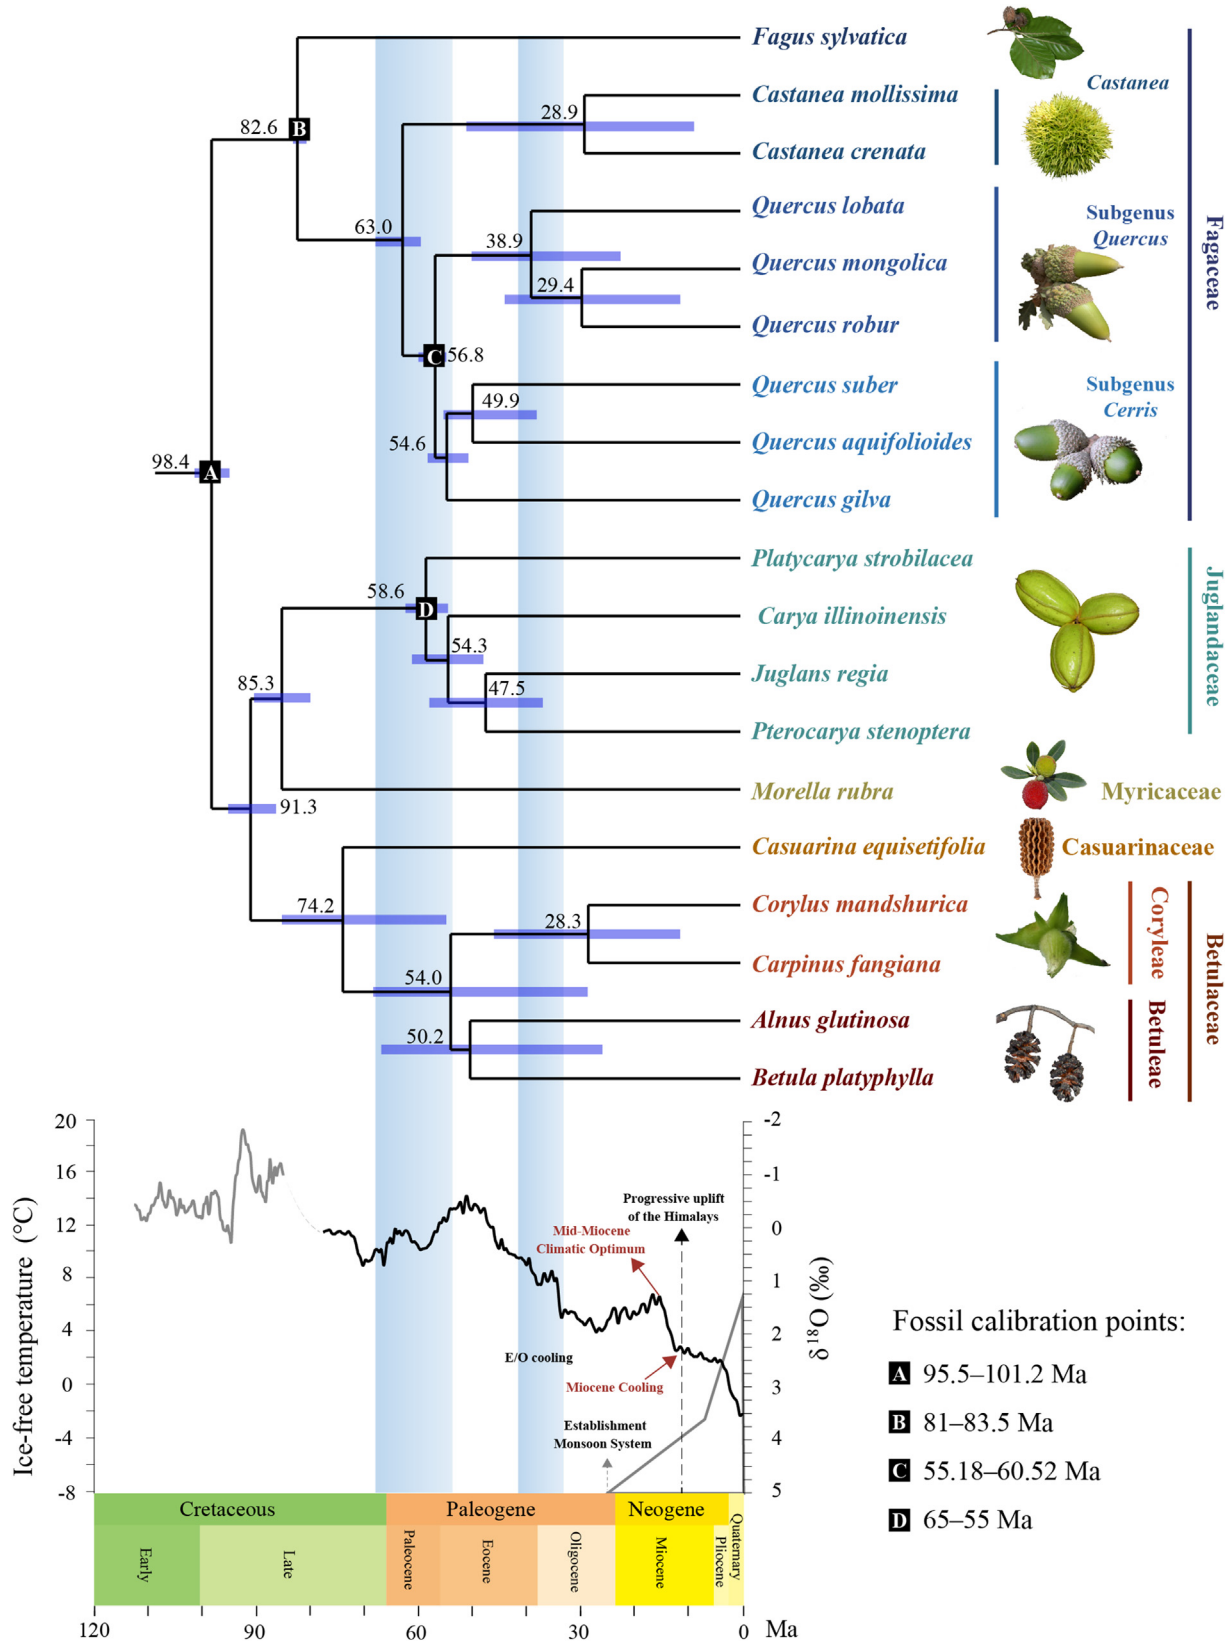 Fagus sylvatica
Castanea mollissima
Castanea crenata
Quercus lobata
Quercus mongolica
Quercus robur
Quercus suber
Quercus aquifolioides
Quercus gilva
Platycarya strobilacea
Carya illinoinensis
Juglans regia
Pterocarya stenoptera
Morella rubra
Casuarina equisetifolia
Corylus mandshurica
Carpinus fangiana
Alnus glutinosa
Betula platyphylla
Castanea
Subgenus
Quercus
Subgenus
Cerris
Fagaceae
Juglandaceae
Myricaceae
Casuarinaceae
Coryleae
Betuleae
Betulaceae
82.6
B
28.9
63.0
38.9
29.4
C
56.8
49.9
54.6
98.4
A
58.6
D
54.3
47.5
85.3
91.3
74.2
28.3
54.0
50.2
Ice-free temperature (°C)
20
16
12
8
4
0
-4
-8
Progressive uplift
of the Himalays
Mid-Miocene
Climatic Optimum
E/O cooling
Miocene Cooling
Establishment
Monsoon System
-2
-1
0
1
2
3
4
5
δ18O (‰)
Fossil calibration points:
A 95.5–101.2 Ma
B 81–83.5 Ma
C 55.18–60.52 Ma
D 65–55 Ma
Cretaceous
Paleogene
Neogene
Quaternary
Early
Late
Paleocene
Eocene
Oligocene
Miocene
Pliocene
120
90
60
30
0
Ma